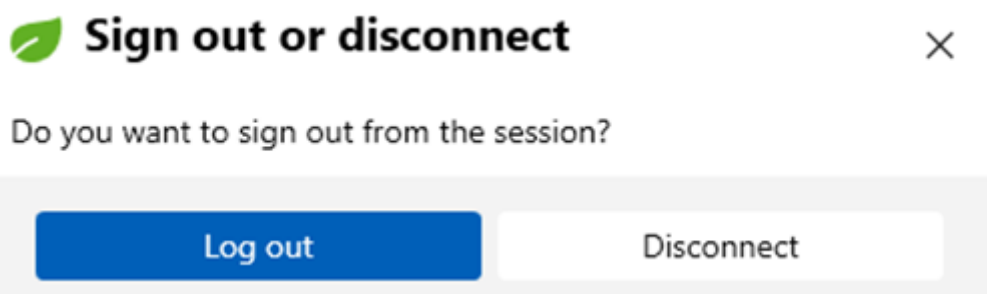 Sign out or disconnect
Do you want to sign out from the session?
Log out
Disconnect